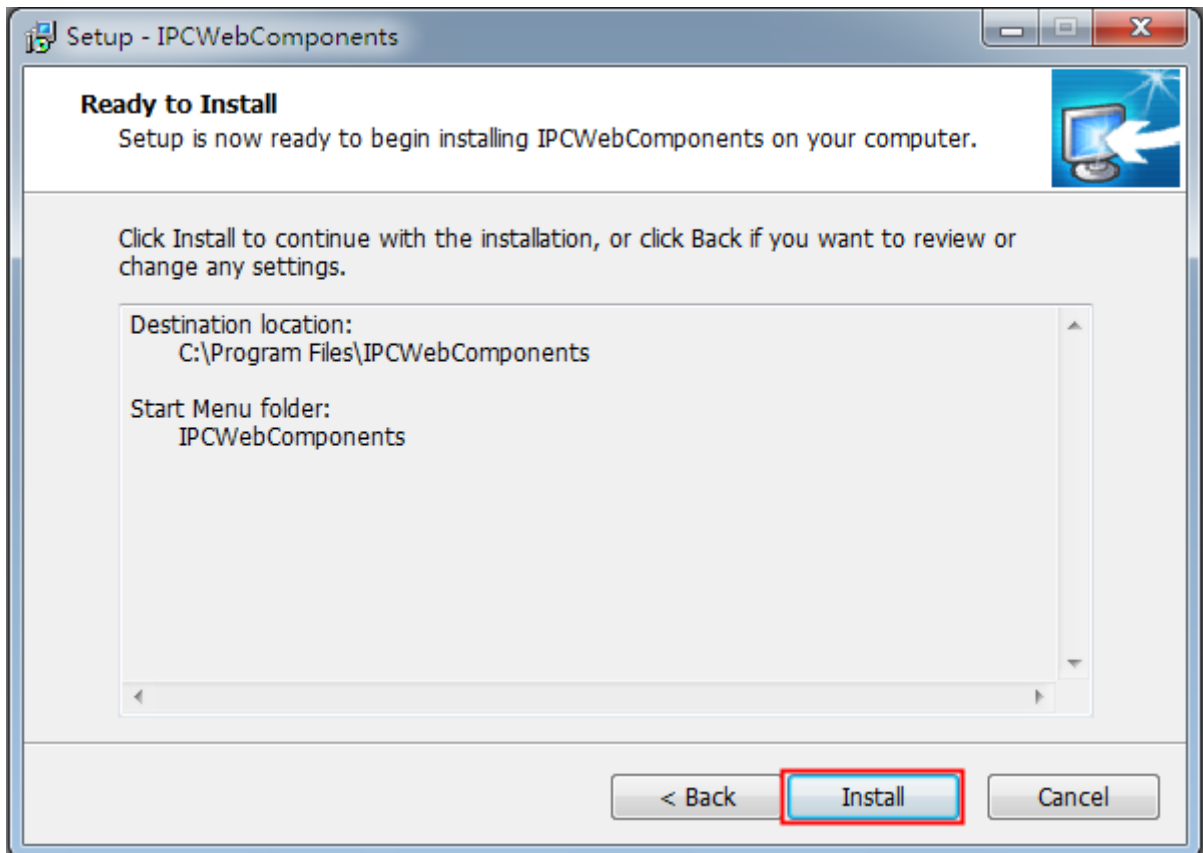 Setup - IPCWebComponents
Ready to Install
Setup is now ready to begin installing IPCWebComponents on your computer.
Click Install to continue with the installation, or click Back if you want to review or
change any settings.
Destination location:
C:\Program Files\IPCWebComponents
Start Menu folder:
IPCWebComponents
< Back
Install
Cancel